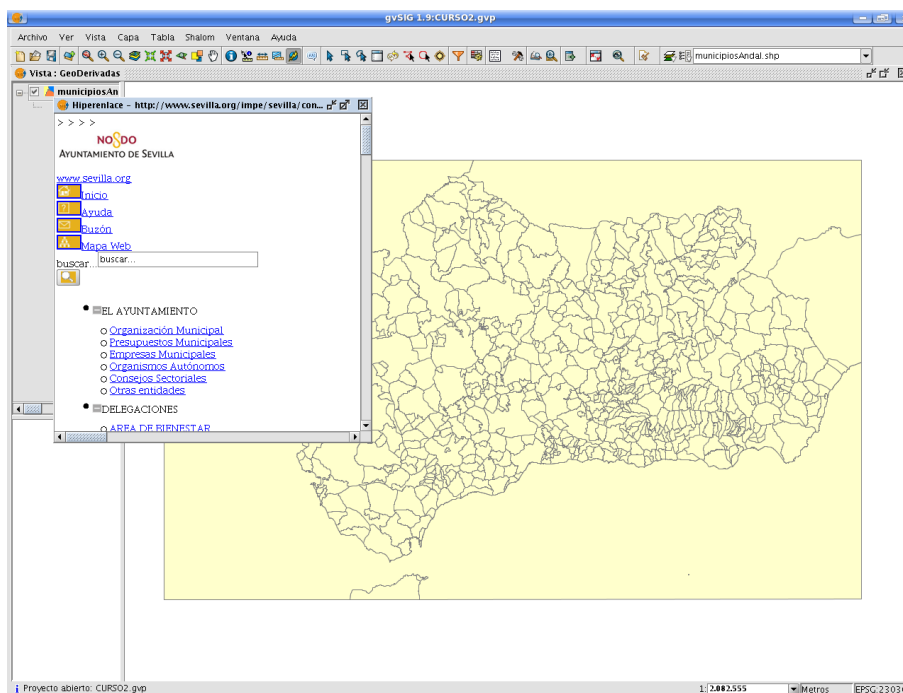 gvSIG 1.9:CURSO2.gvp
Archivo Ver Vista Capa Tabla Shalom Ventana Ayuda
municipiosAndal.shp
Vista : GeoDerivadas
municipiosAn
Hiperenlace - http://www.sevilla.org/impe/sevilla/con...
> > > >
NO8DO
AYUNTAMIENTO DE SEVILLA
www.sevilla.org
Inicio
Ayuda
Buzón
Mapa Web
buscar... buscar...
EL AYUNTAMIENTO
Organización Municipal
Presupuestos Municipales
Empresas Municipales
Organismos Autónomos
Consejos Sectoriales
Otras entidades
DELEGACIONES
AREA DE BIENESTAR
Proyecto abierto: CURSO2.gvp
1: 2.082.555
Metros